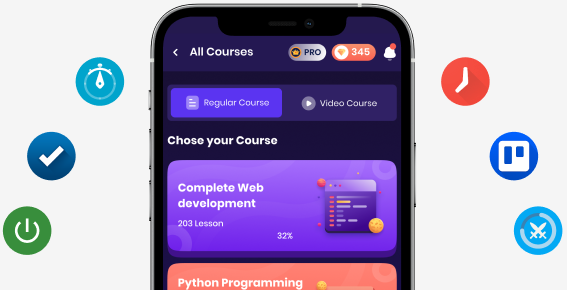 All Courses
PRO
345
Regular Course
Video Course
Chose your Course
Complete Web
development
203 Lesson
32%
Python Programming